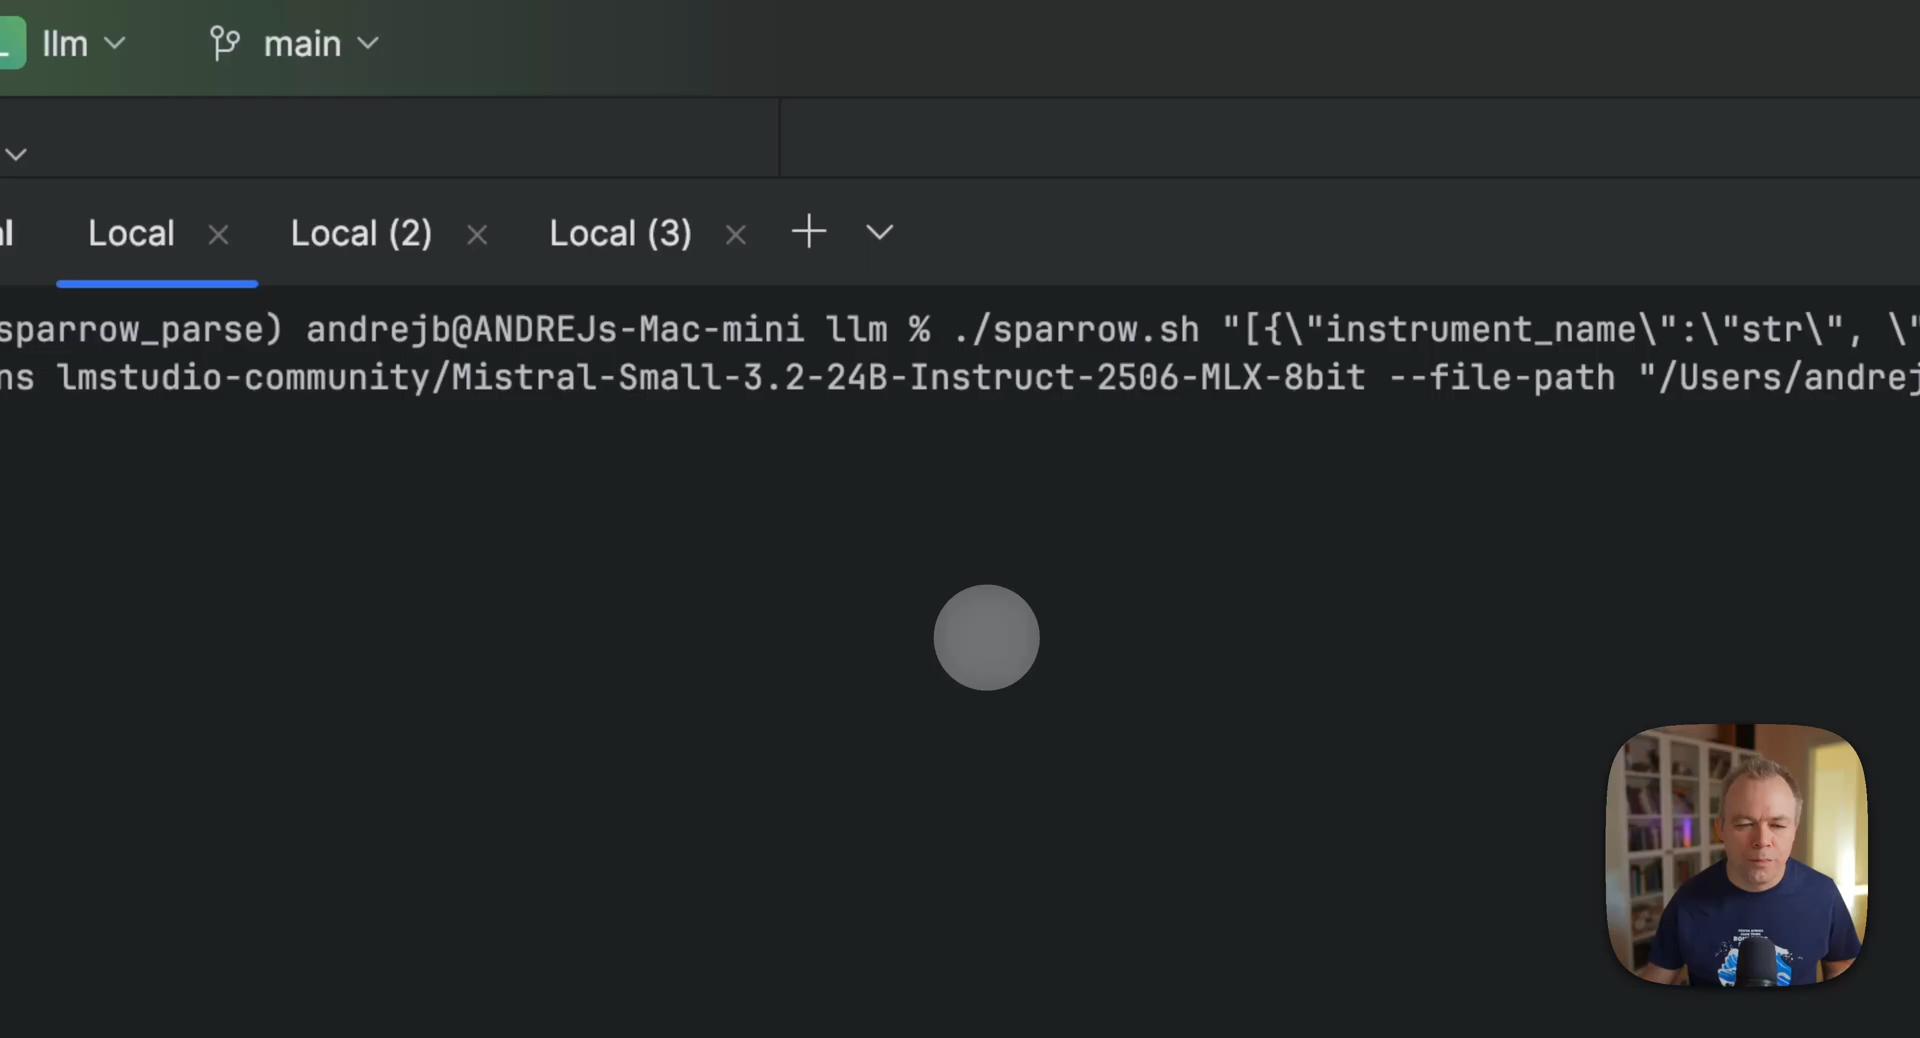 llm main
Local Local (2) Local (3)
sparrow_parse) andrejb@ANDREJs-Mac-mini llm % ./sparrow.sh "[{\"instrument_name\":\"str\", \"
ns lmstudio-community/Mistral-Small-3.2-24B-Instruct-2506-MLX-8bit --file-path "/Users/andrej